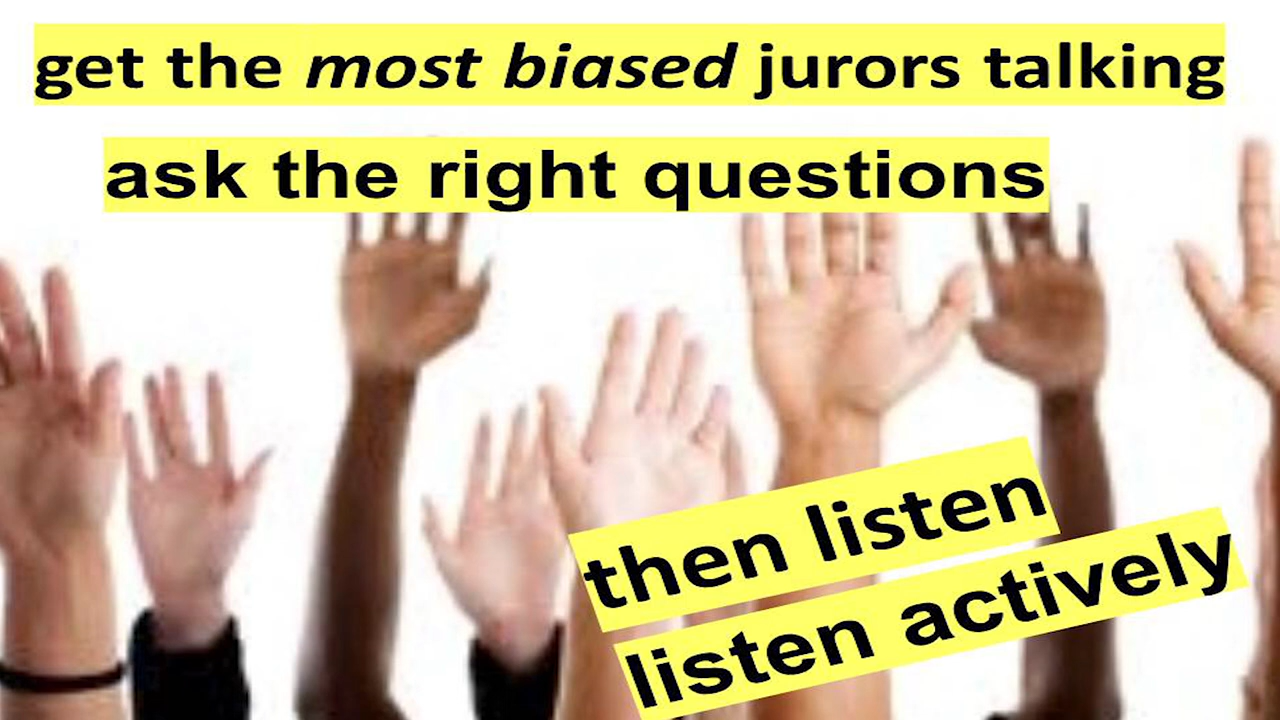 get the most biased jurors talking
ask the right questions
then listen
listen actively